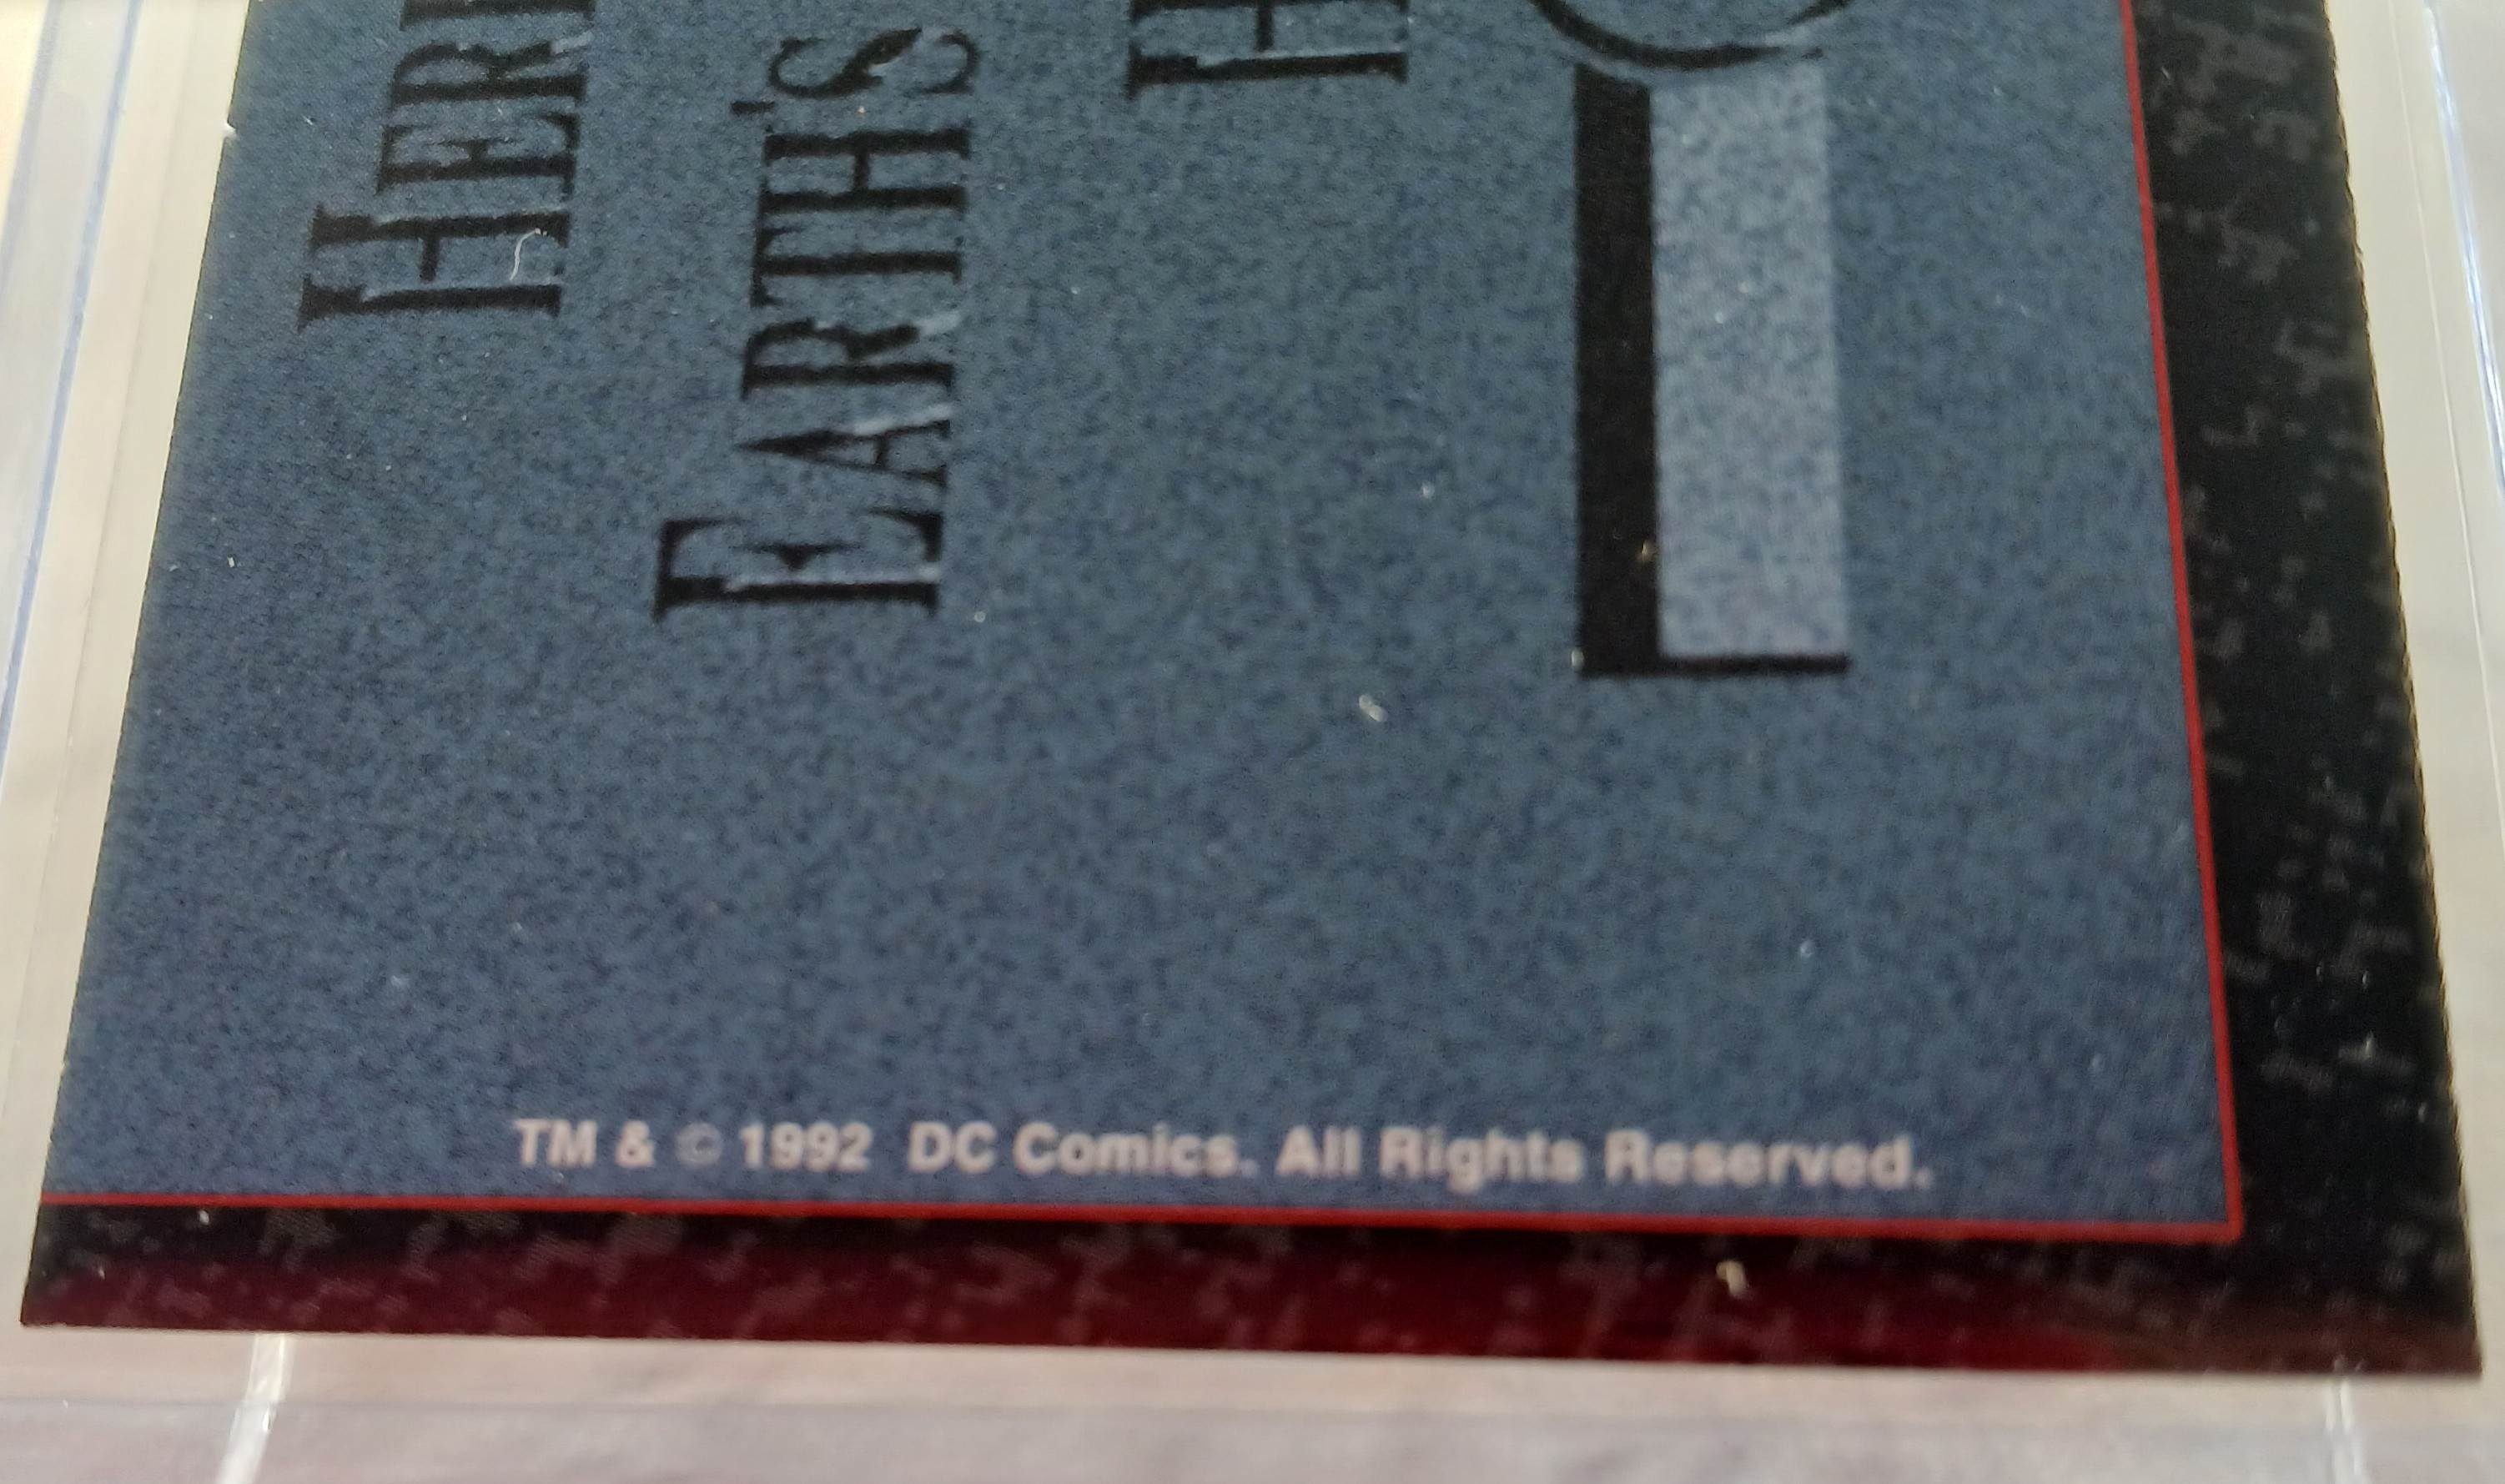 HER
EARTH'S
H
TM & © 1992 DC Comics. All Rights Reserved.